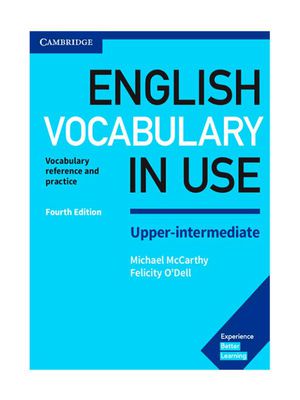 CAMBRIDGE
ENGLISH
VOCABULARY
IN USE
Vocabulary
reference and
practice
Fourth Edition
Upper-intermediate
Michael McCarthy
Felicity O'Dell
Experience
Better
Learning